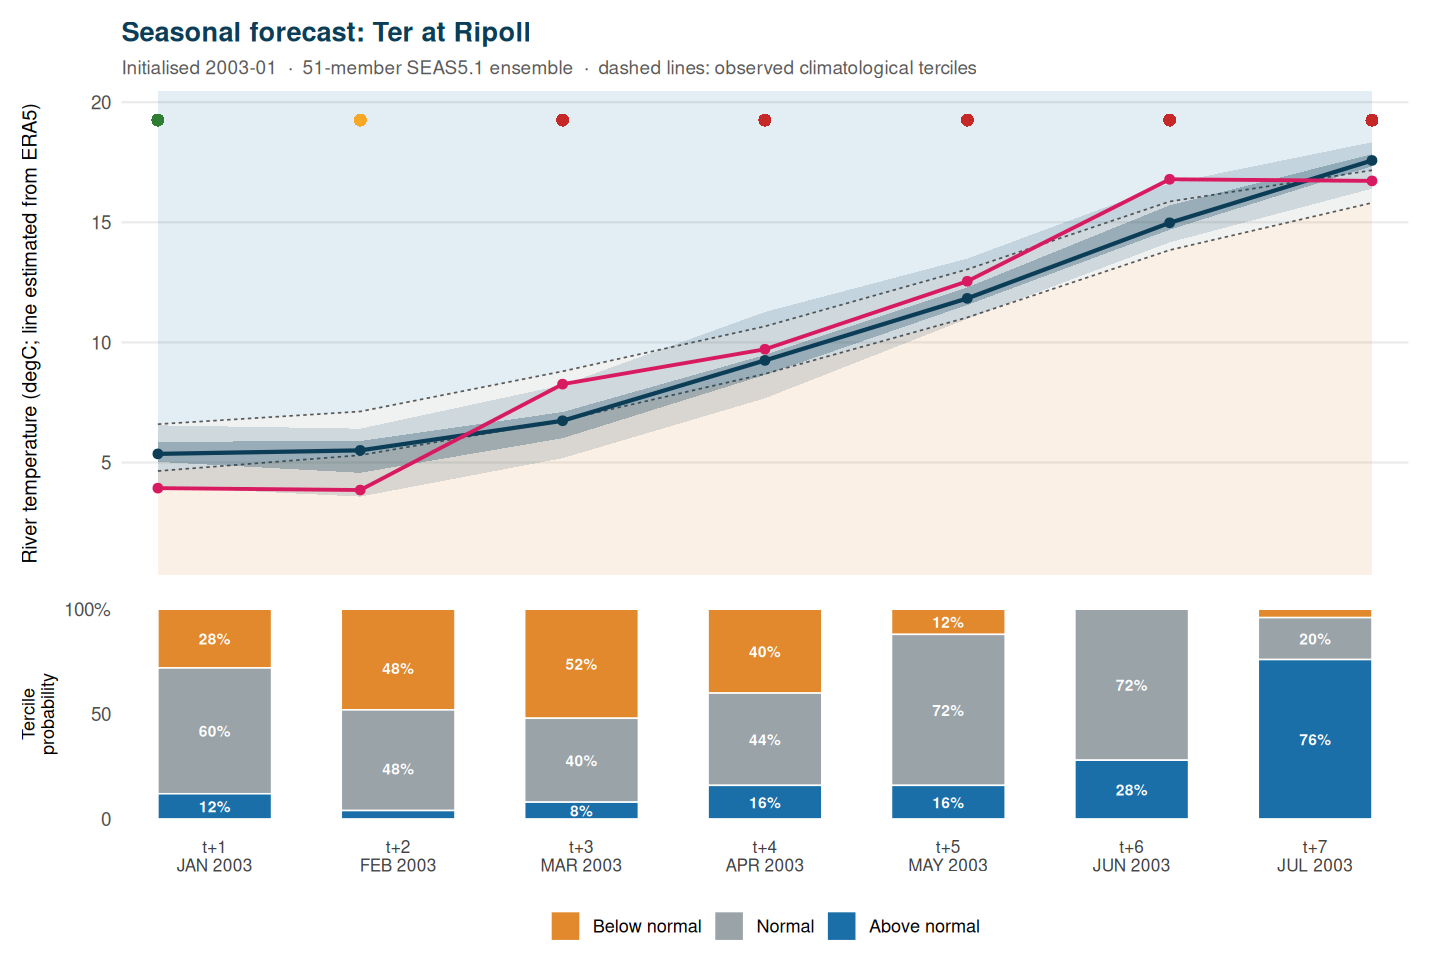 Seasonal forecast: Ter at Ripoll
Initialised 2003-01 · 51-member SEAS5.1 ensemble · dashed lines: observed climatological terciles
River temperature (degC; line estimated from ERA5)
20
15
10
5
Tercile
probability
100%
50
0
28%
60%
12%
48%
48%
52%
40%
8%
40%
44%
16%
12%
72%
16%
72%
28%
20%
76%
t+1
JAN 2003
t+2
FEB 2003
t+3
MAR 2003
t+4
APR 2003
t+5
MAY 2003
t+6
JUN 2003
t+7
JUL 2003
Below normal
Normal
Above normal